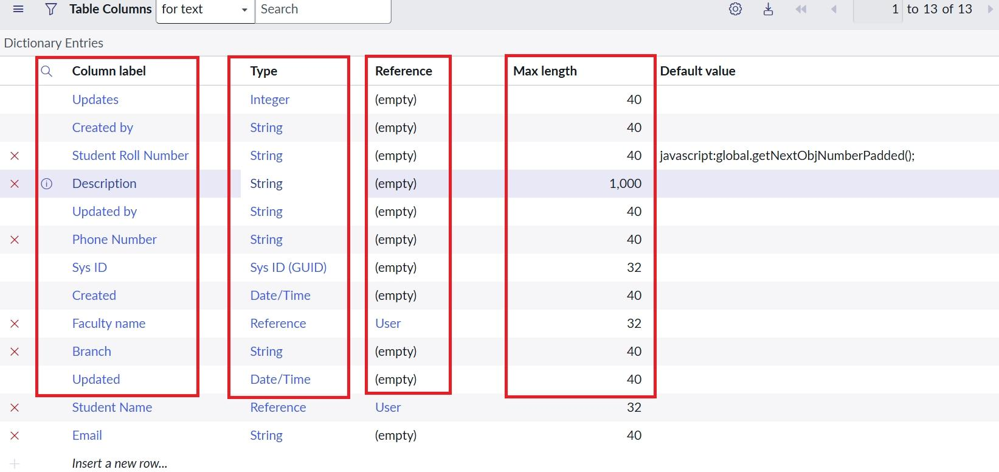 Table Columns for text Search 1 to 13 of 13
Dictionary Entries
Column label Type Reference Max length Default value
Updates Integer (empty) 40
Created by String (empty) 40
Student Roll Number String (empty) 40 javascript:global.getNextObjNumberPadded();
Description String (empty) 1,000
Updated by String (empty) 40
Phone Number String (empty) 40
Sys ID Sys ID (GUID) (empty) 32
Created Date/Time (empty) 40
Faculty name Reference User 32
Branch String (empty) 40
Updated Date/Time (empty) 40
Student Name Reference User 32
Email String (empty) 40
Insert a new row...